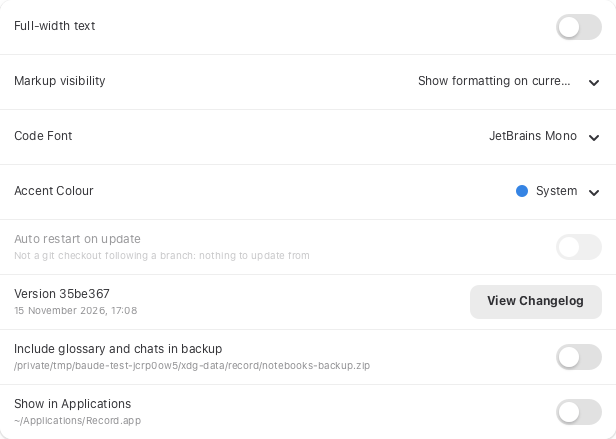 Full-width text
Markup visibility
Show formatting on curre...
Code Font
JetBrains Mono
Accent Colour
System
Auto restart on update
Not a git checkout following a branch: nothing to update from
Version 35be367
15 November 2026, 17:08
View Changelog
Include glossary and chats in backup
/private/tmp/baude-test-jcrp0ow5/xdg-data/record/notebooks-backup.zip
Show in Applications
~/Applications/Record.app